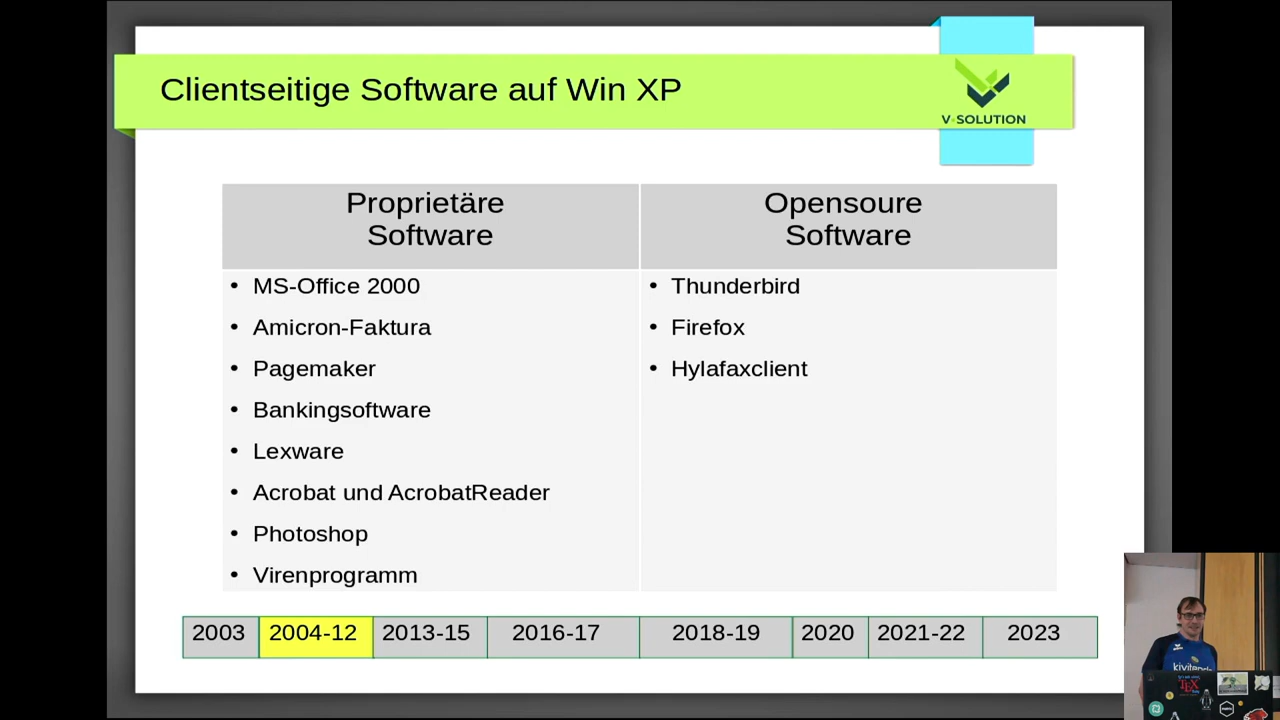 Clientseitige Software auf Win XP
V-SOLUTION
Proprietäre
Software
Opensoure
Software
• MS-Office 2000
• Amicron-Faktura
• Pagemaker
• Bankingsoftware
• Lexware
• Acrobat und AcrobatReader
• Photoshop
• Virenprogramm
• Thunderbird
• Firefox
• Hylafaxclient
2003 2004-12 2013-15 2016-17 2018-19 2020 2021-22 2023
TEX